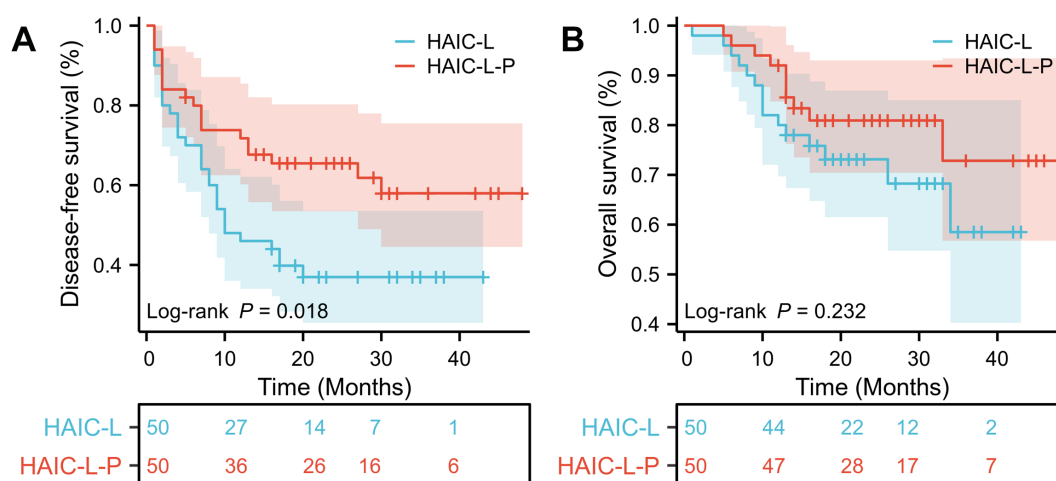 A
Disease-free survival (%)
1.0
0.8
0.6
0.4
HAIC-L
HAIC-L-P
Log-rank P = 0.018
0 10 20 30 40
Time (Months)
HAIC-L 50 27 14 7 1
HAIC-L-P 50 36 26 16 6
B
Overall survival (%)
1.0
0.9
0.8
0.7
0.6
0.5
0.4
HAIC-L
HAIC-L-P
Log-rank P = 0.232
0 10 20 30 40
Time (Months)
HAIC-L 50 44 22 12 2
HAIC-L-P 50 47 28 17 7